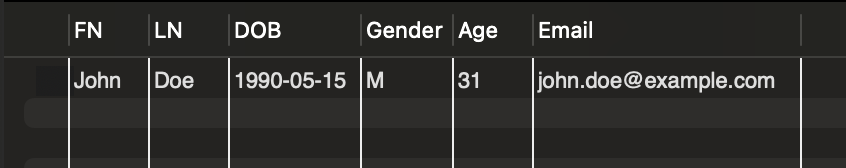 FN LN DOB Gender Age Email
John Doe 1990-05-15 M 31 john.doe@example.com